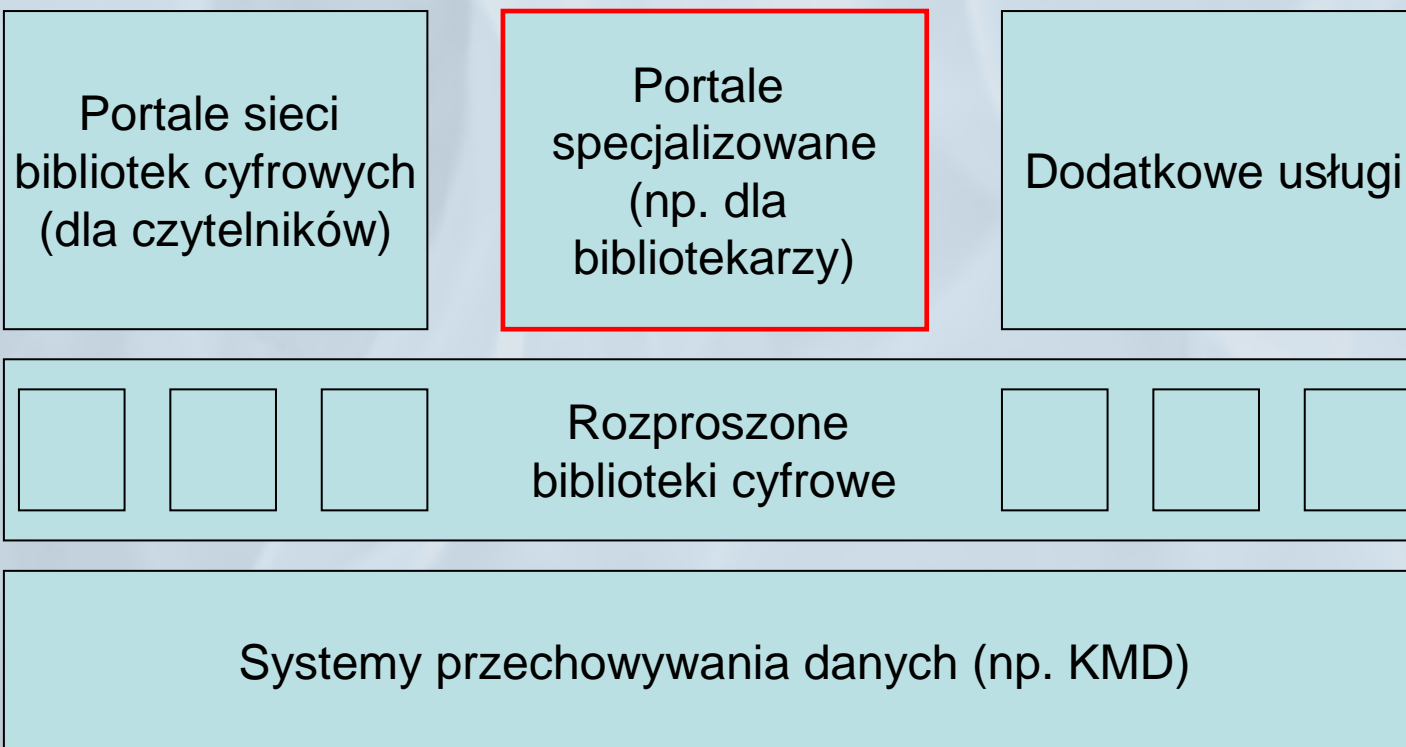 Portale sieci
bibliotek cyfrowych
(dla czytelników)
Portale
specjalizowane
(np. dla
bibliotekarzy)
Dodatkowe usługi
Rozproszone
biblioteki cyfrowe
Systemy przechowywania danych (np. KMD)